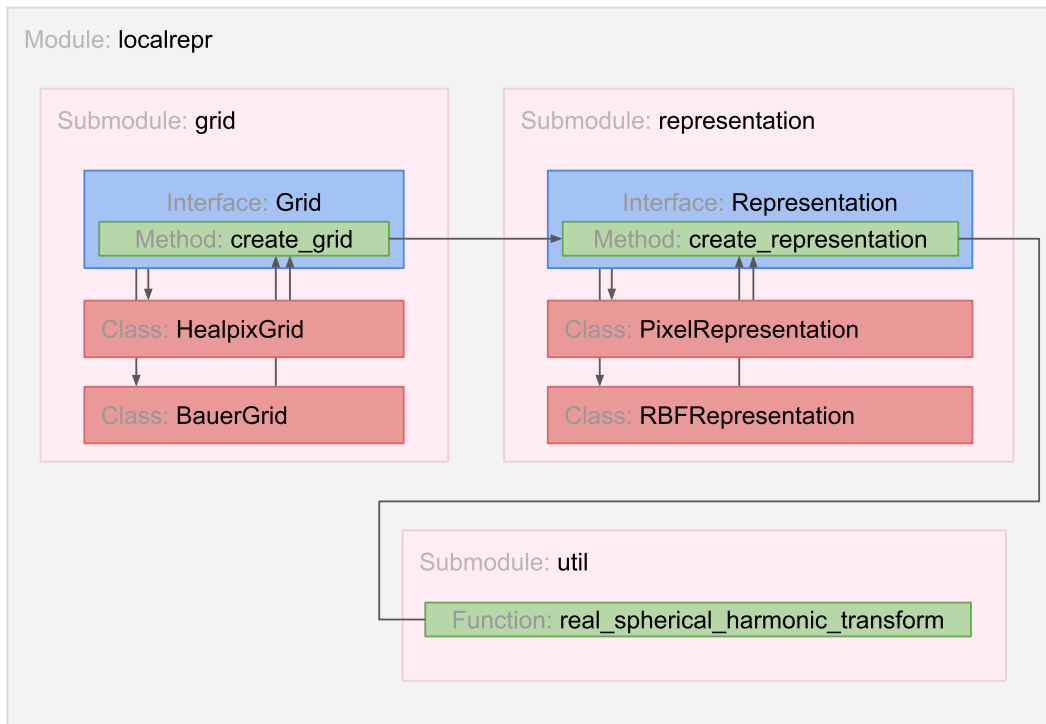 Module: localrepr
Submodule: grid
Interface: Grid
Method: create_grid
Class: HealpixGrid
Class: BauerGrid
Submodule: representation
Interface: Representation
Method: create_representation
Class: PixelRepresentation
Class: RBFRepresentation
Submodule: util
Function: real_spherical_harmonic_transform